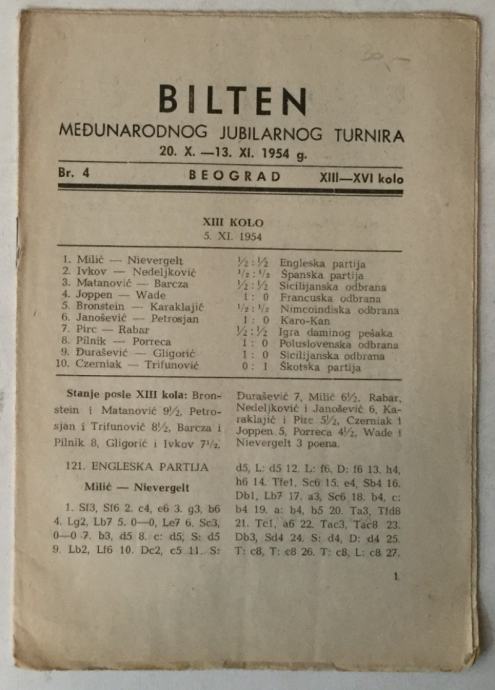 20,-
BILTEN
MEĐUNARODNOG JUBILARNOG TURNIRA
20. X. —13. XI. 1954 g.
Br. 4 BEOGRAD XIII—XVI kolo
XIII KOLO
5. XI. 1954
1. Milić — Nievergelt ½ : ½ Engleska partija
2. Ivkov — Nedeljković ½ : ½ Španska partija
3. Matanović — Barcza ½ : ½ Sicilijanska odbrana
4. Joppen — Wade 1 : 0 Francuska odbrana
5. Bronstein — Karaklajić ½ : ½ Nimcoindiska odbrana
6. Janošević — Petrosjan 1 : 0 Karo-Kan
7. Pirc — Rabar ½ : ½ Igra daminog pešaka
8. Pilnik — Porreca 1 : 0 Poluslovenska odbrana
9. Đurašević — Gligorić 1 : 0 Sicilijanska odbrana
10. Czerniak — Trifunović 0 : 1 Škotska partija
Stanje posle XIII kola: Bron-
stein i Matanović 9½, Petro-
sjan i Trifunović 8½, Barcza i
Pilnik 8, Gligorić i Ivkov 7½.
Đurašević 7, Milić 6½. Rabar,
Nedeljković i Janošević 6, Ka-
raklajić i Pirc 5½, Czerniak i
Joppen 5, Porreca 4½, Wade i
Nievergelt 3 poena.
121. ENGLESKA PARTIJA
Milić — Nievergelt
1. Sf3, Sf6 2. c4, e6 3. g3, b6
4. Lg2, Lb7 5. 0—0, Le7 6. Sc3,
0—0 7. b3, d5 8. c: d5, S: d5
9. Lb2, Lf6 10. Dc2, c5 11. S:
d5, L: d5 12. L: f6, D: f6 13. h4,
h6 14. Tfe1, Sc6 15. e4, Sb4 16.
Db1, Lb7 17. a3, Sc6 18. b4, c:
b4 19. a: b4, b5 20. Ta3, Tfd8
21. Tc1, a6 22. Tac3, Tac8 23.
Db3, Sd4 24. S: d4, D: d4 25.
T: c8, T: c8 26. T: c8, L: c8 27.
1